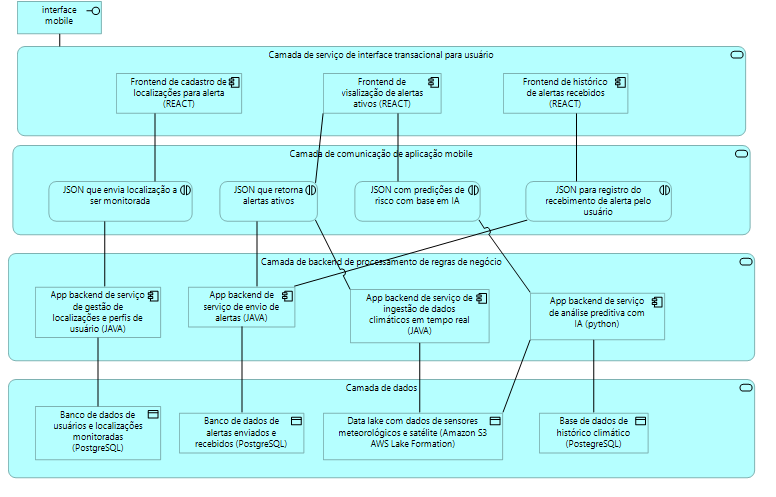 interface
mobile
Camada de serviço de interface transacional para usuário
Frontend de cadastro de
localizações para alerta
(REACT)
Frontend de
visalização de alertas
ativos (REACT)
Frontend de histórico
de alertas recebidos
(REACT)
Camada de comunicação de aplicação mobile
JSON que envia localização a
ser monitorada
JSON que retorna
alertas ativos
JSON com predições de
risco com base em IA
JSON para registro do
recebimento de alerta pelo
usuário
Camada de backend de processamento de regras de negócio
App backend de serviço
de gestão de
localizações e perfis de
usuário (JAVA)
App backend de
serviço de envio de
alertas (JAVA)
App backend de serviço de
ingestão de dados
climáticos em tempo real
(JAVA)
App backend de serviço
de análise preditiva com
IA (python)
Camada de dados
Banco de dados de
usuários e localizações
monitoradas
(PostgreSQL)
Banco de dados de
alertas enviados e
recebidos (PostgreSQL)
Data lake com dados de sensores
meteorológicos e satélite (Amazon S3
AWS Lake Formation)
Base de dados de
histórico climático
(PostegreSQL)